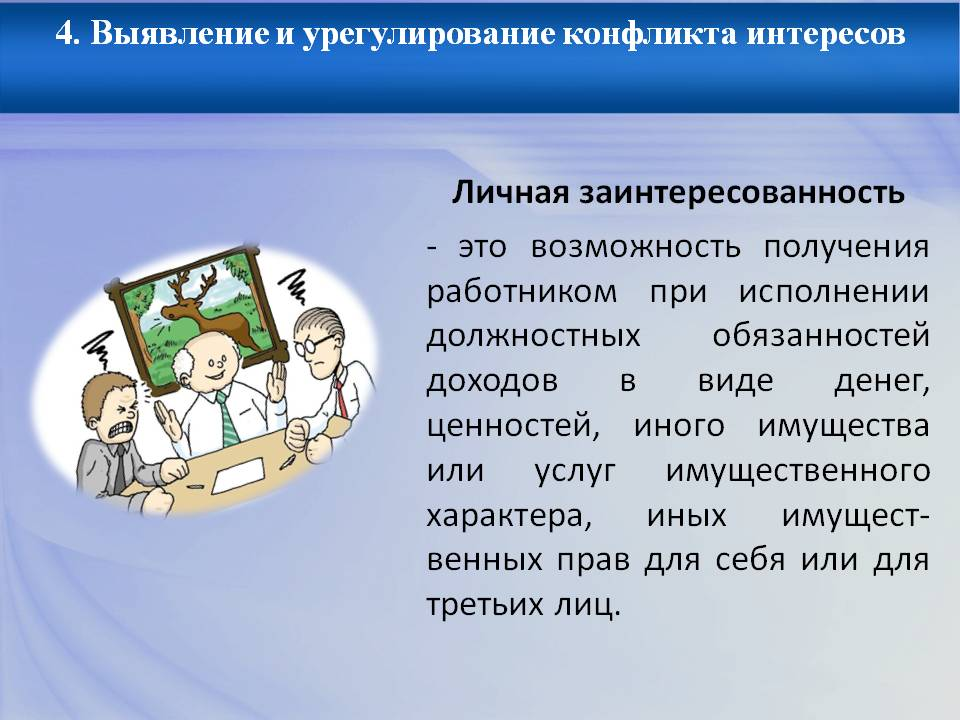 4. Выявление и урегулирование конфликта интересов
Личная заинтересованность
- это возможность получения
работником при исполнении
должностных обязанностей
доходов в виде денег,
ценностей, иного имущества
или услуг имущественного
характера, иных имущест-
венных прав для себя или для
третьих лиц.